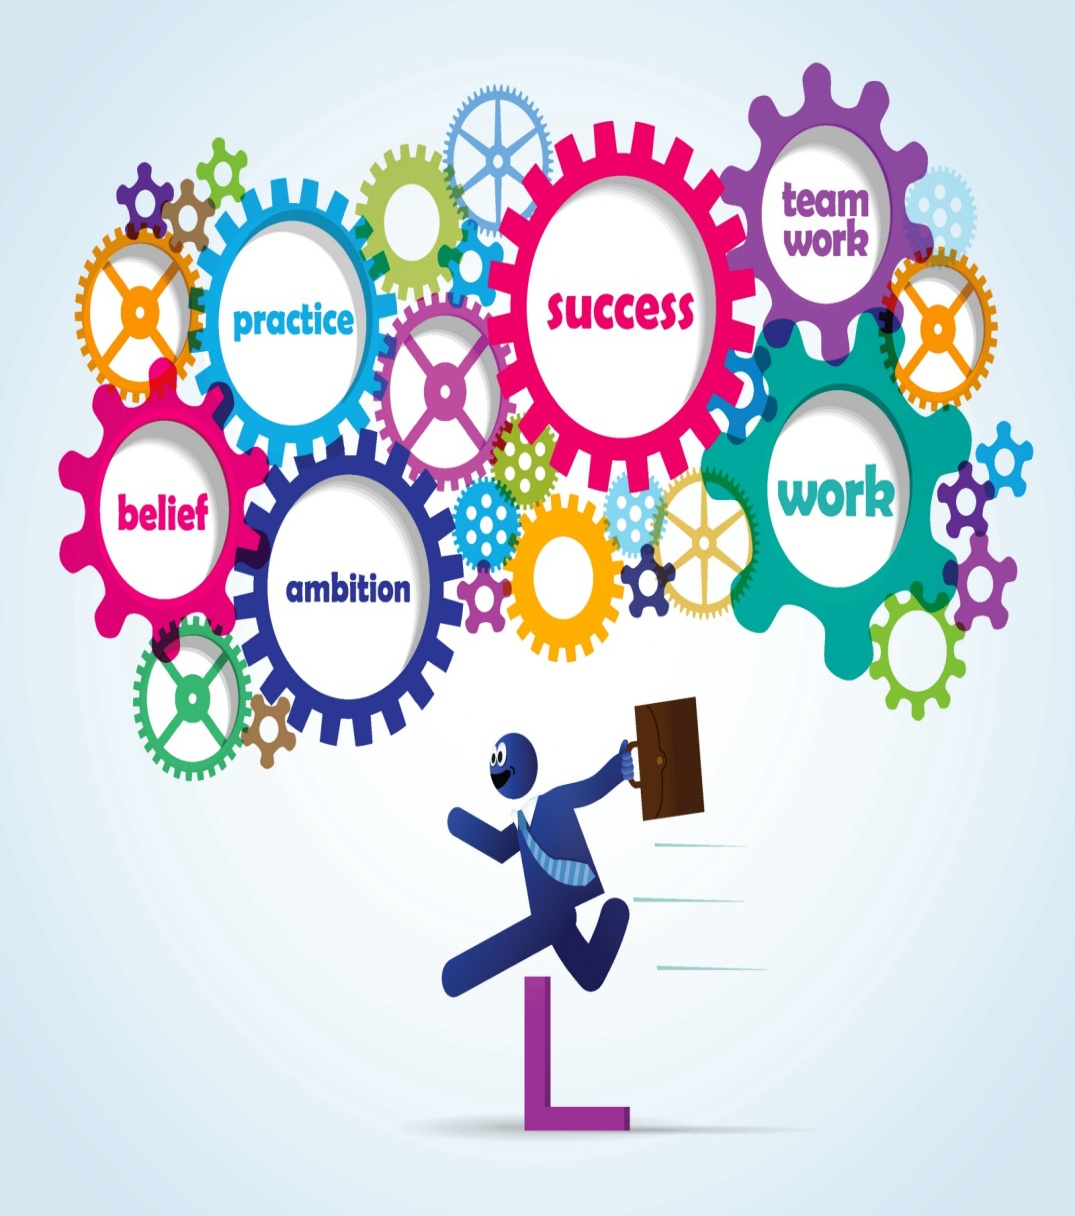 team
work
success
practice
work
belief
ambition